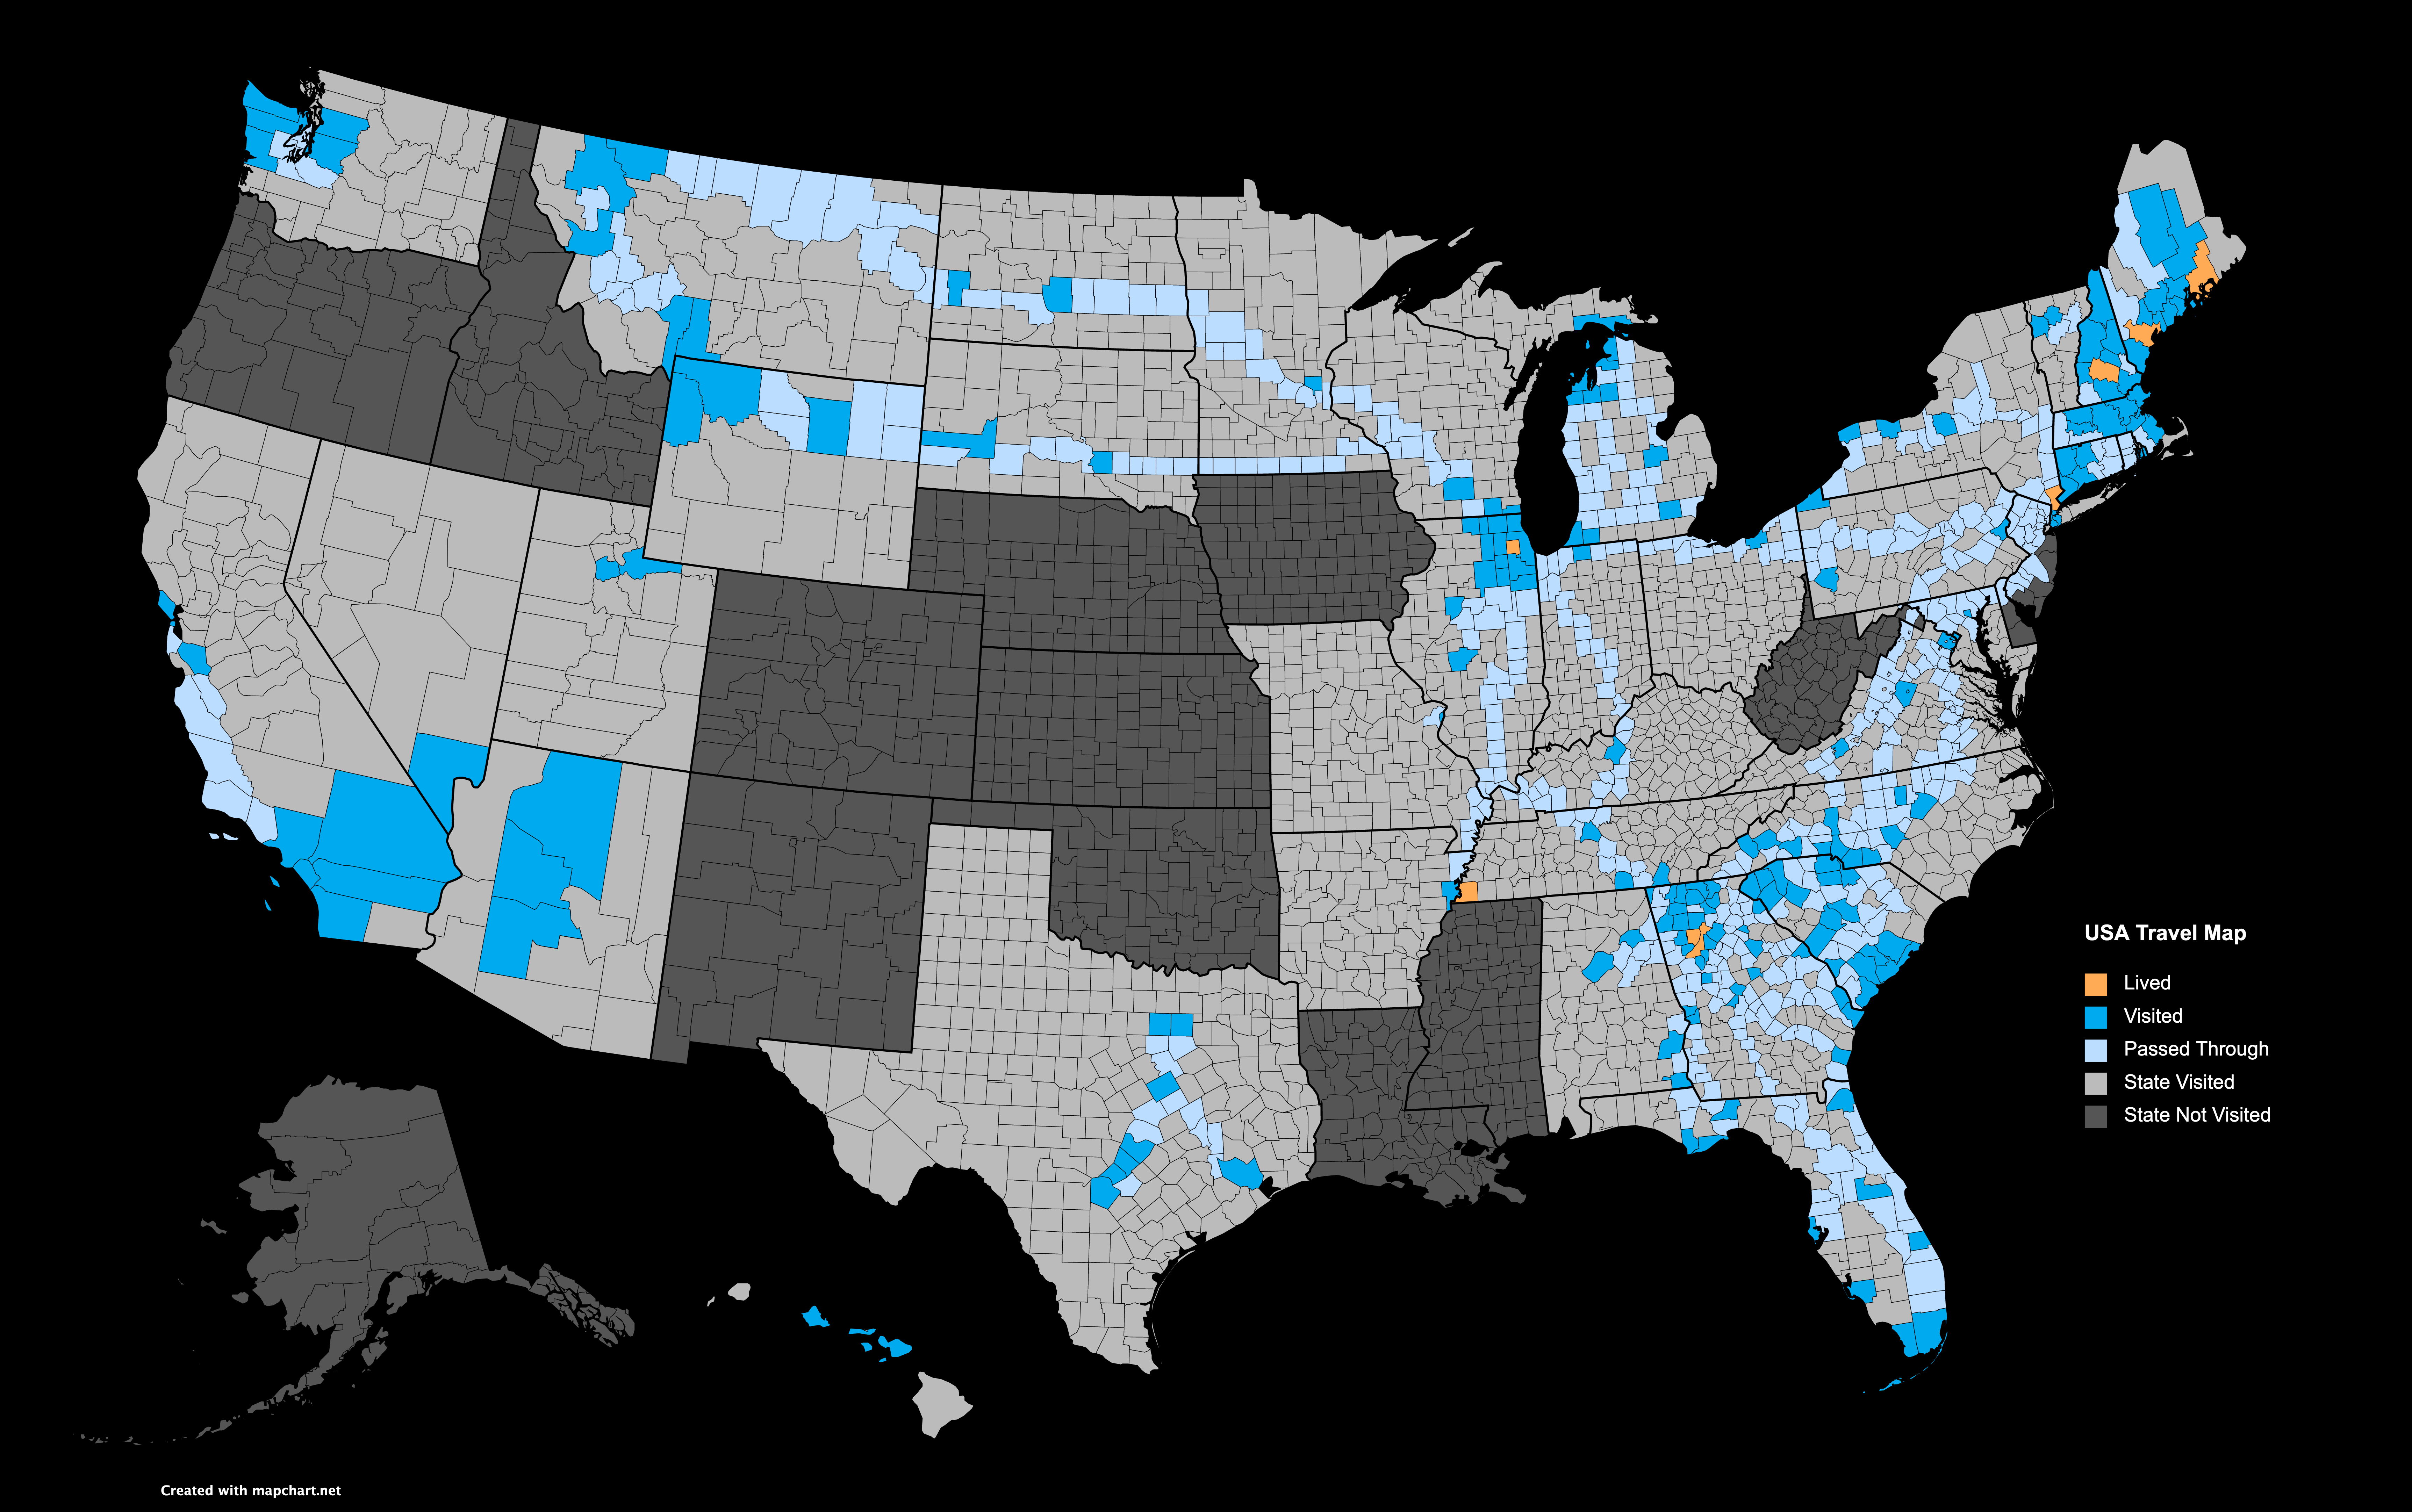 USA Travel Map
Lived
Visited
Passed Through
State Visited
State Not Visited
Created with mapchart.net